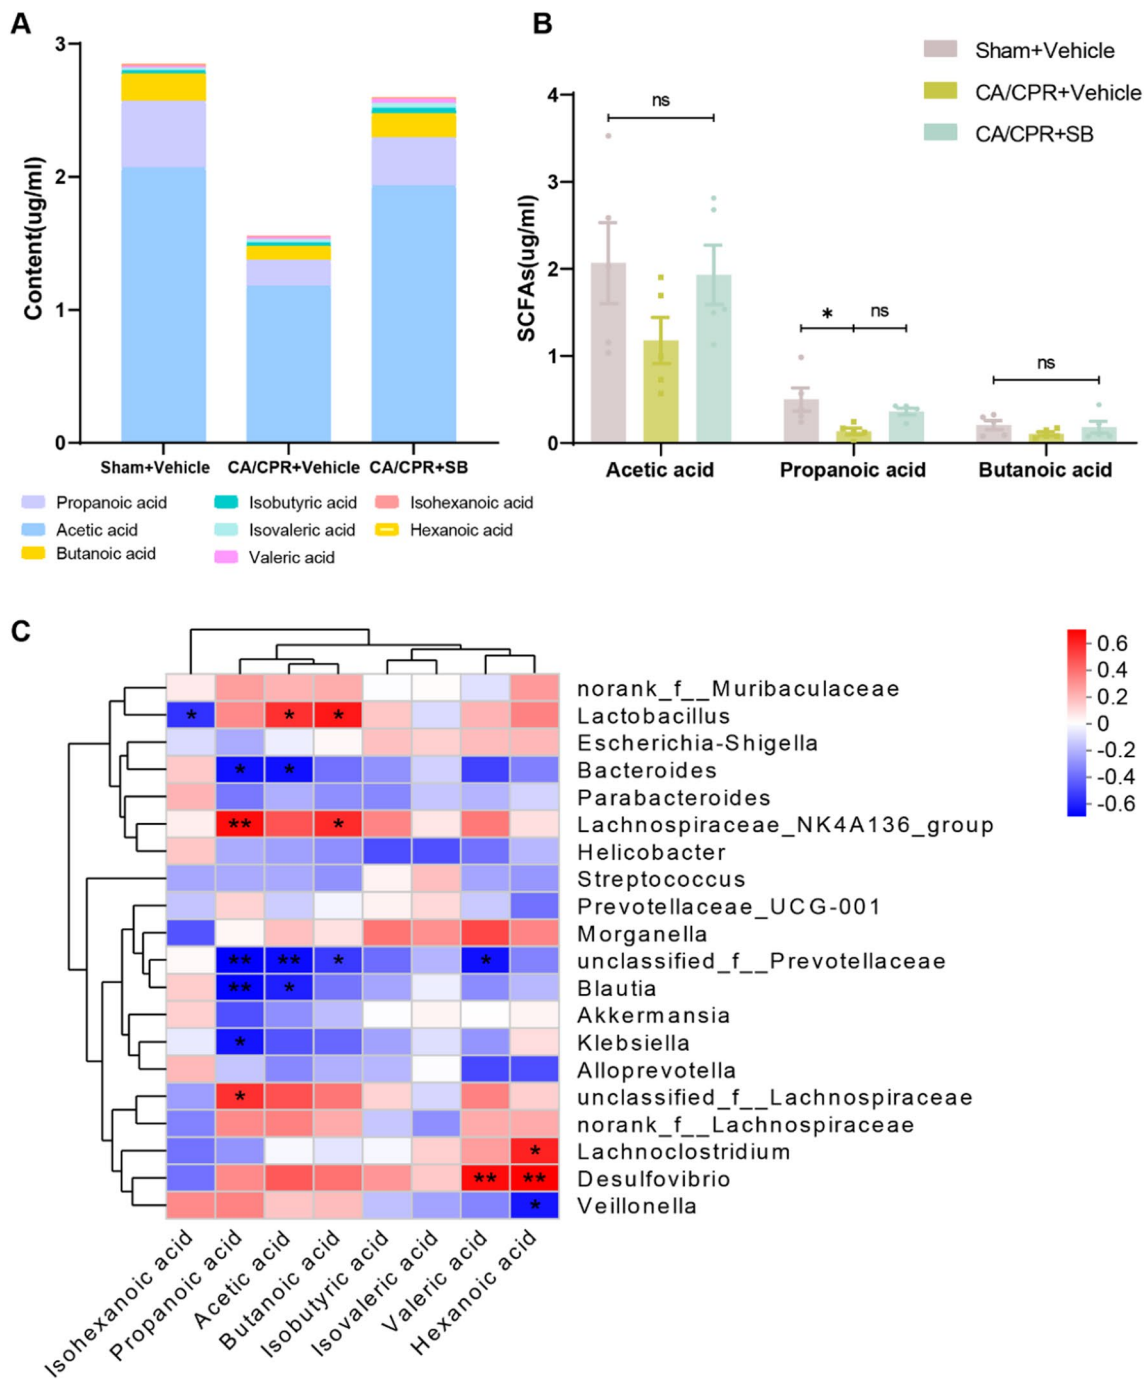 A
3
2
1
0
Content(ug/ml)
Sham+Vehicle
CA/CPR+Vehicle
CA/CPR+SB
Propanoic acid
Acetic acid
Butanoic acid
Isobutyric acid
Isovaleric acid
Valeric acid
Isohexanoic acid
Hexanoic acid
B
Sham+Vehicle
CA/CPR+Vehicle
CA/CPR+SB
4
3
2
1
0
SCFAs(ug/ml)
ns
*
ns
ns
Acetic acid
Propanoic acid
Butanoic acid
C
norank_f__Muribaculaceae
* * * Lactobacillus
Escherichia-Shigella
* * Bacteroides
Parabacteroides
** * Lachnospiraceae_NK4A136_group
Helicobacter
Streptococcus
Prevotellaceae_UCG-001
Morganella
** ** * * unclassified_f__Prevotellaceae
** * Blautia
Akkermansia
* Klebsiella
Alloprevotella
* unclassified_f__Lachnospiraceae
norank_f__Lachnospiraceae
* Lachnoclostridium
** ** Desulfovibrio
* Veillonella
Isohexanoic acid
Propanoic acid
Acetic acid
Butanoic acid
Isobutyric acid
Isovaleric acid
Valeric acid
Hexanoic acid
0.6
0.4
0.2
0
-0.2
-0.4
-0.6